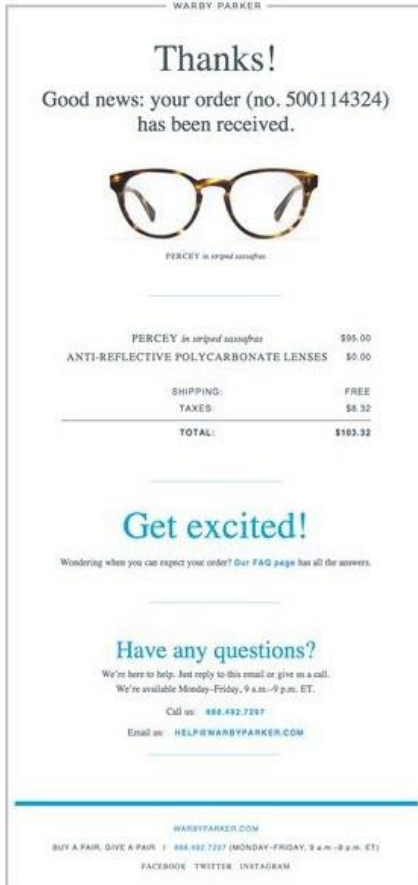 WARBY PARKER
Thanks!
Good news: your order (no. 500114324)
has been received.
PERCEY in striped sassafras
PERCEY in striped sassafras $95.00
ANTI-REFLECTIVE POLYCARBONATE LENSES $0.00
SHIPPING: FREE
TAXES: $8.32
TOTAL: $103.32
Get excited!
Wondering when you can expect your order? Our FAQ page has all the answers.
Have any questions?
We're here to help. Just reply to this email or give us a call.
We're available Monday–Friday, 9 a.m.–9 p.m. ET.
Call us: 888.492.7297
Email us: HELP@WARBYPARKER.COM
WARBYPARKER.COM
BUY A PAIR, GIVE A PAIR | 888.492.7297 (MONDAY–FRIDAY, 9 a.m.–9 p.m. ET)
FACEBOOK TWITTER INSTAGRAM